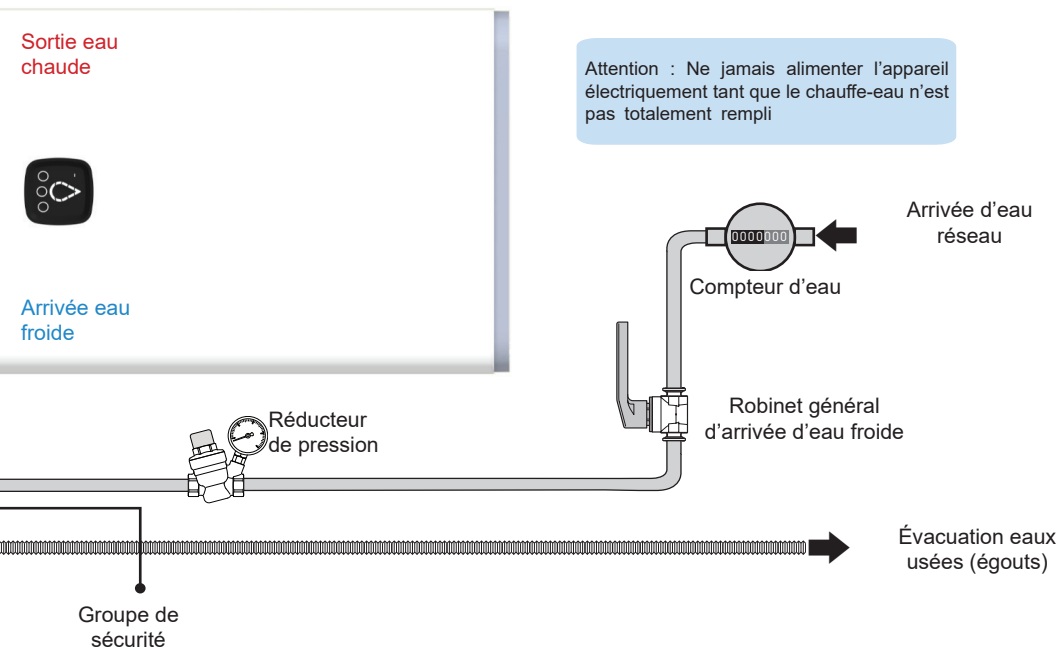 Sortie eau
chaude
Attention : Ne jamais alimenter l’appareil
électriquement tant que le chauffe-eau n’est
pas totalement rempli
Arrivée d’eau
réseau
0000000
Compteur d’eau
Arrivée eau
froide
Réducteur
de pression
Robinet général
d’arrivée d’eau froide
Évacuation eaux
usées (égouts)
Groupe de
sécurité